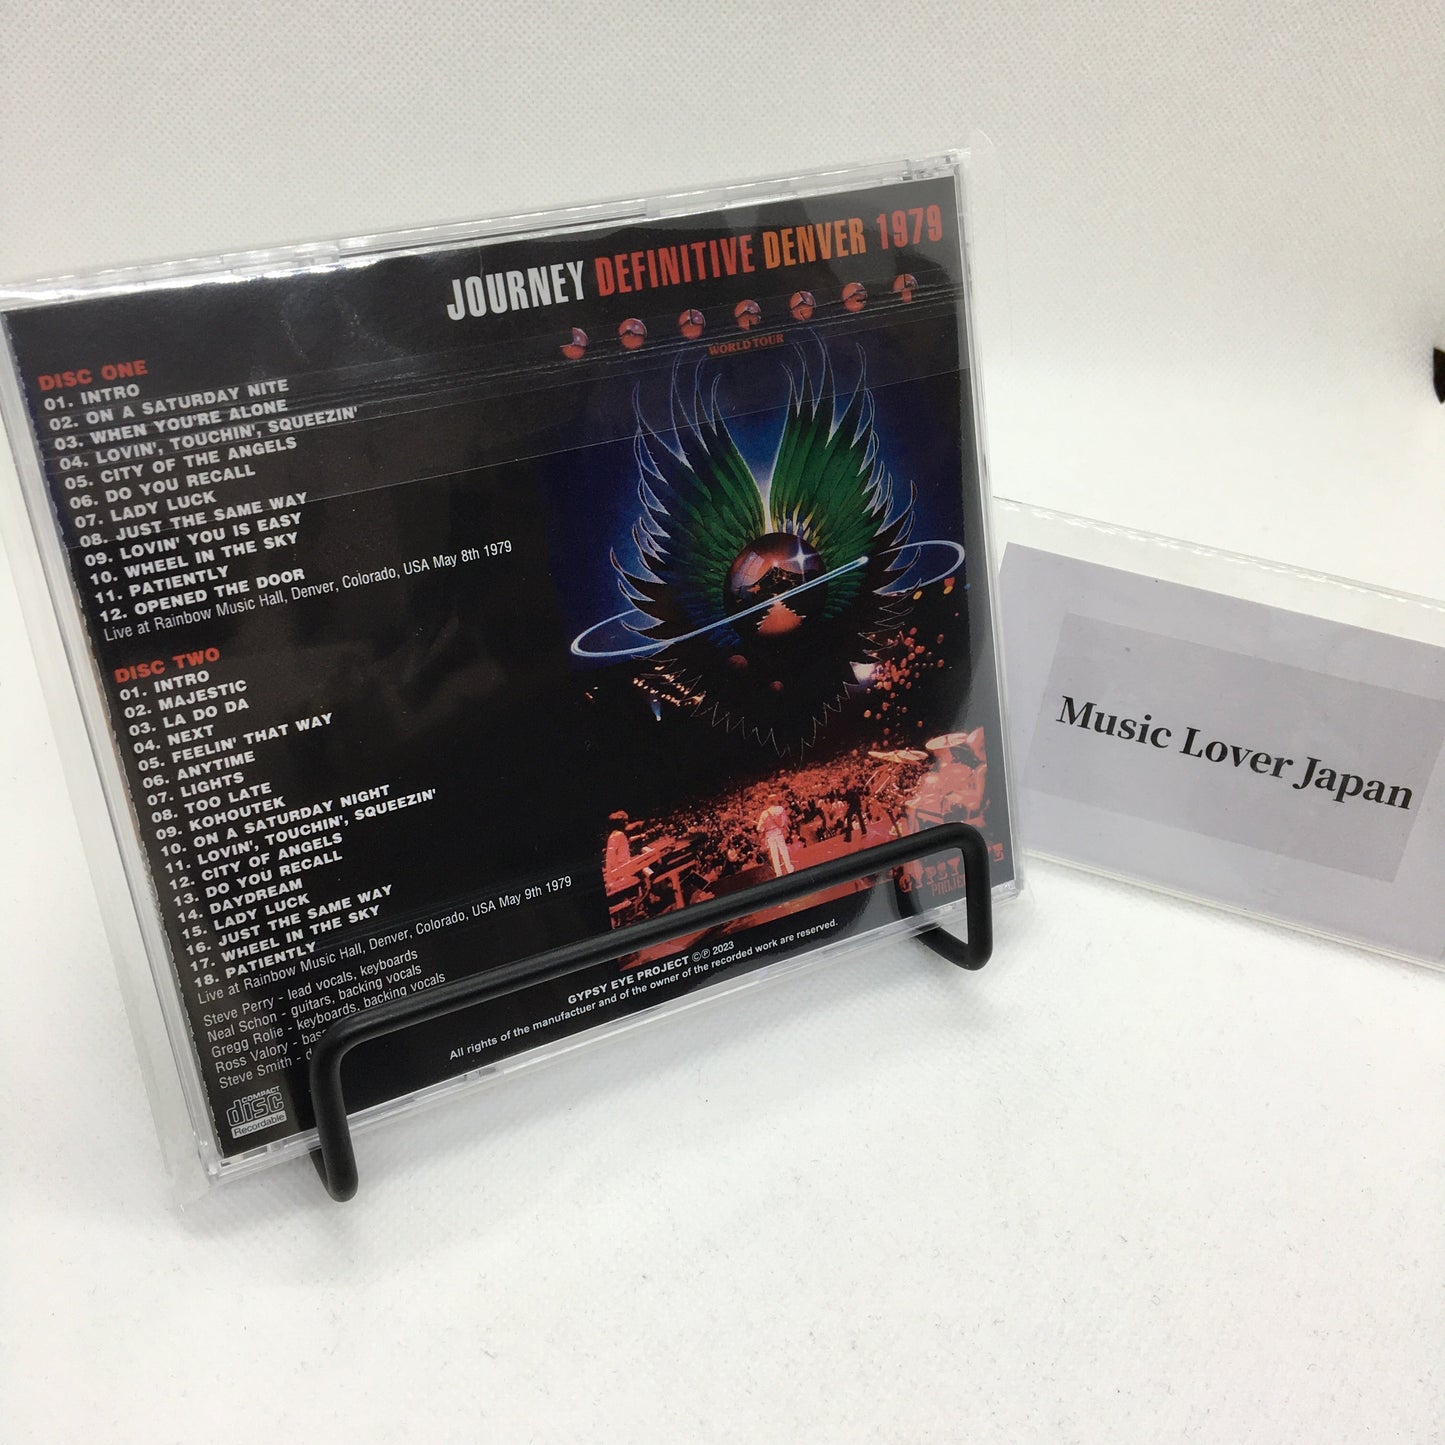 JOURNEY DEFINITIVE DENVER 1979
WORLD TOUR
DISC ONE
01. INTRO
02. ON A SATURDAY NITE
03. WHEN YOU'RE ALONE
04. LOVIN', TOUCHIN', SQUEEZIN'
05. CITY OF THE ANGELS
06. DO YOU RECALL
07. LADY LUCK
08. JUST THE SAME WAY
09. LOVIN' YOU IS EASY
10. WHEEL IN THE SKY
11. PATIENTLY
12. OPENED THE DOOR
Live at Rainbow Music Hall, Denver, Colorado, USA May 8th 1979
DISC TWO
01. INTRO
02. MAJESTIC
03. LA DO DA
04. NEXT
05. FEELIN' THAT WAY
06. ANYTIME
07. LIGHTS
08. TOO LATE
09. KOHOUTEK
10. ON A SATURDAY NIGHT
11. LOVIN', TOUCHIN', SQUEEZIN'
12. CITY OF ANGELS
13. DO YOU RECALL
14. DAYDREAM
15. LADY LUCK
16. JUST THE SAME WAY
17. WHEEL IN THE SKY
18. PATIENTLY
Live at Rainbow Music Hall, Denver, Colorado, USA May 9th 1979
Steve Perry - lead vocals, keyboards
Neal Schon - guitars, backing vocals
Gregg Rolie - keyboards, backing vocals
Ross Valory -
Steve Smith -
COMPACT
disc
Recordable
GYPSY EYE PROJECT ©℗ 2023
All rights of the manufactuer and of the owner of the recorded work are reserved.
Music Lover Japan